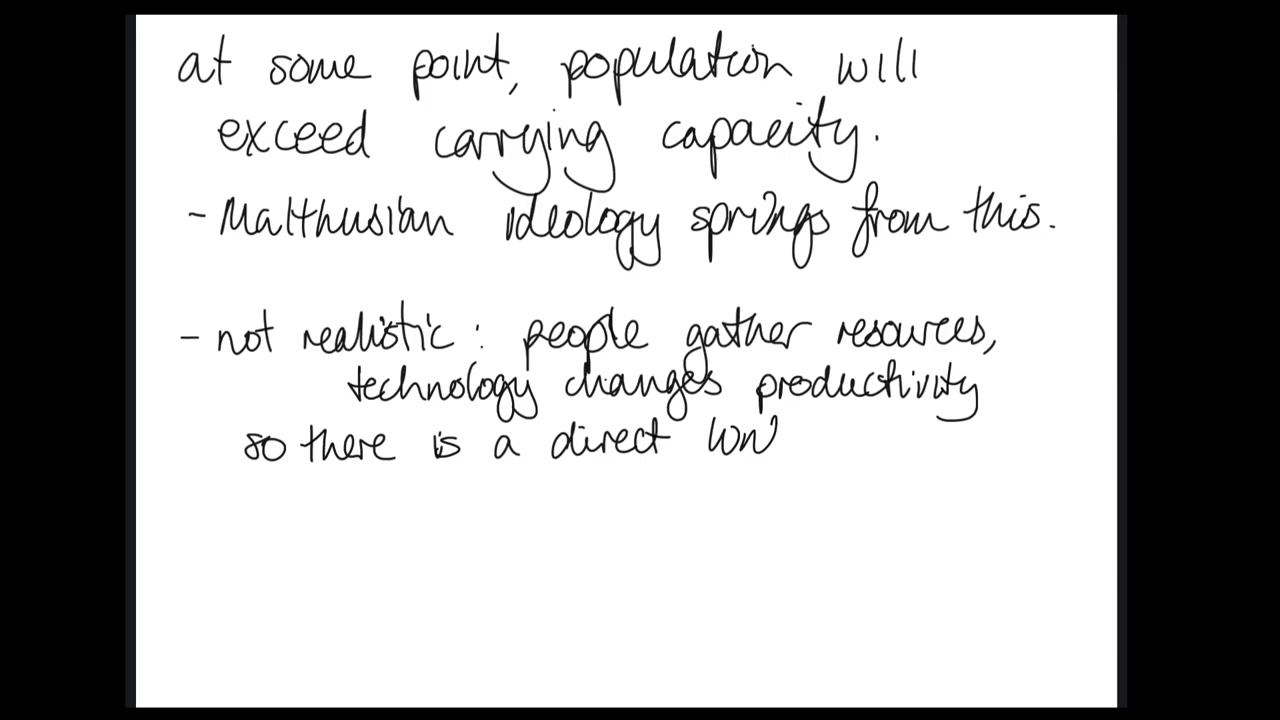 at some point, population will
exceed carrying capacity.
- Malthusian ideology springs from this.
- not realistic: people gather resources,
technology changes productivity
so there is a direct